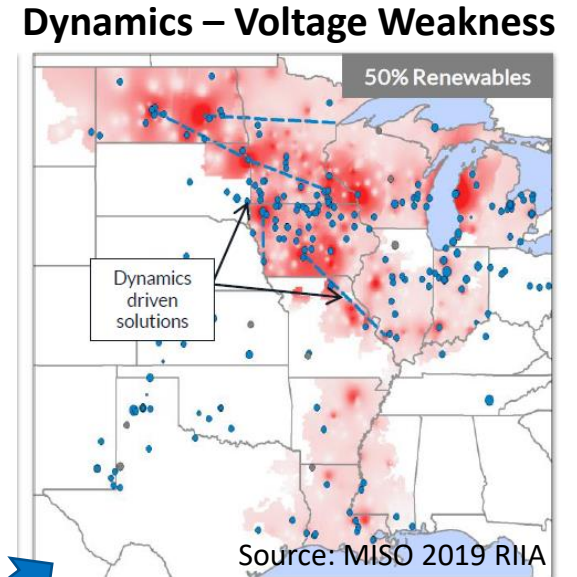 Dynamics – Voltage Weakness
50% Renewables
Dynamics
driven
solutions
Source: MISO 2019 RIIA